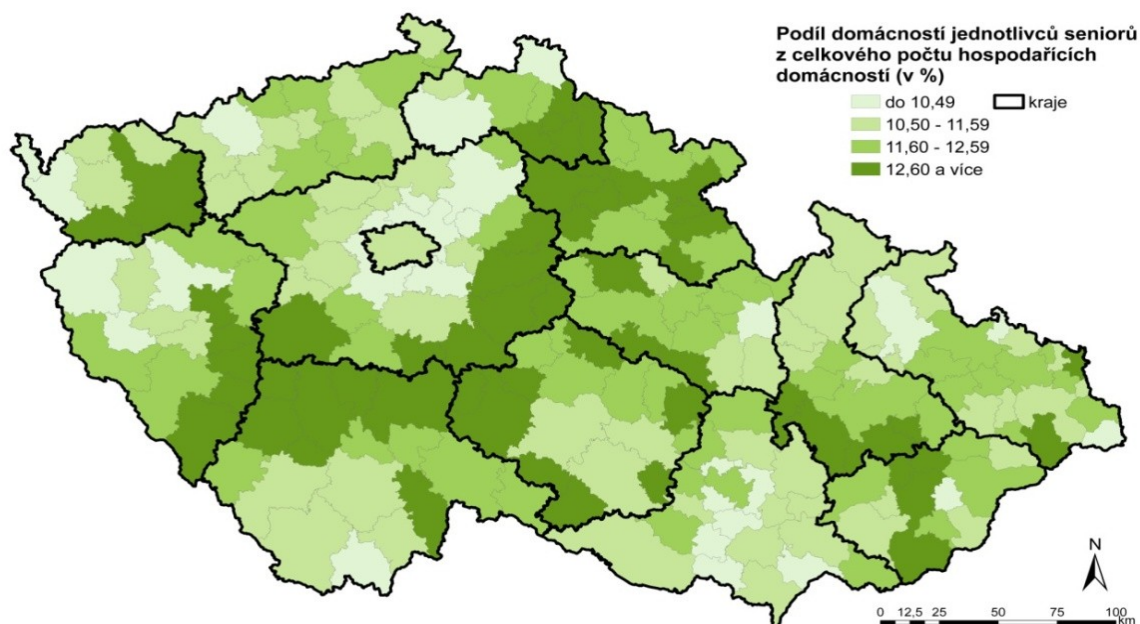 Podíl domácností jednotlivců seniorů
z celkového počtu hospodařících
domácností (v %)
do 10,49
kraje
10,50 - 11,59
11,60 - 12,59
12,60 a více
N
0 12,5 25 50 75 100
km